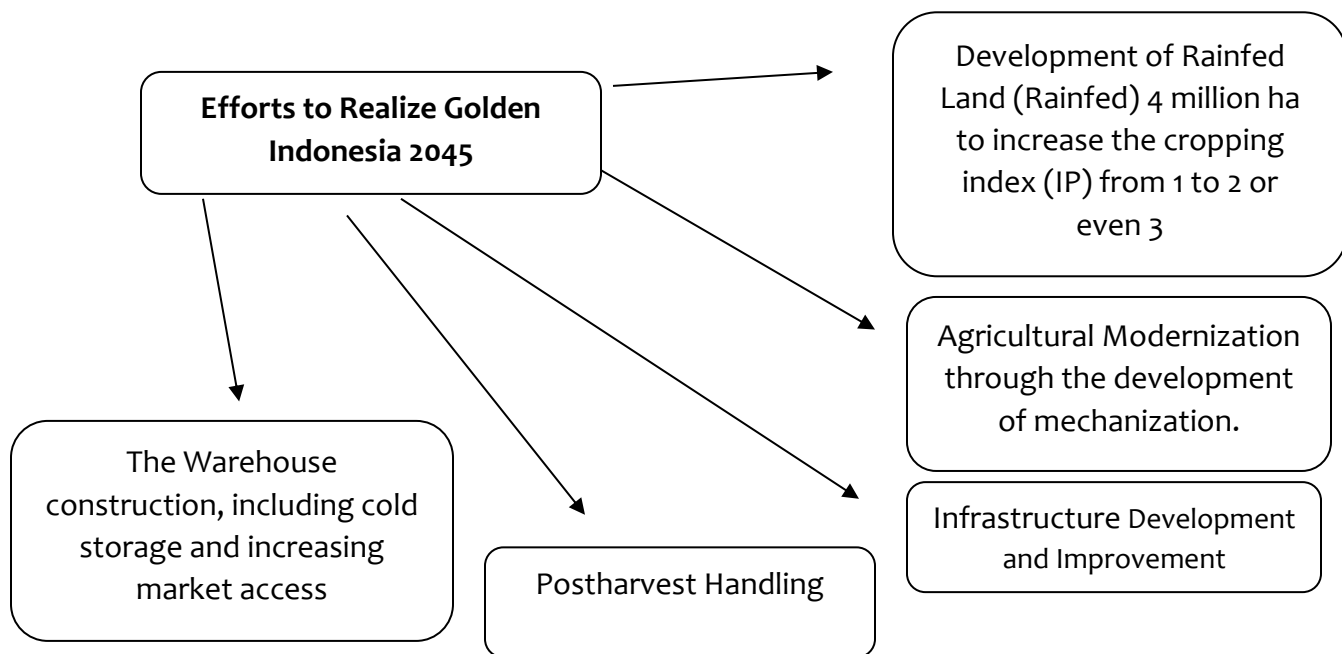 Efforts to Realize Golden
Indonesia 2045
Development of Rainfed
Land (Rainfed) 4 million ha
to increase the cropping
index (IP) from 1 to 2 or
even 3
Agricultural Modernization
through the development
of mechanization.
Infrastructure Development
and Improvement
Postharvest Handling
The Warehouse
construction, including cold
storage and increasing
market access